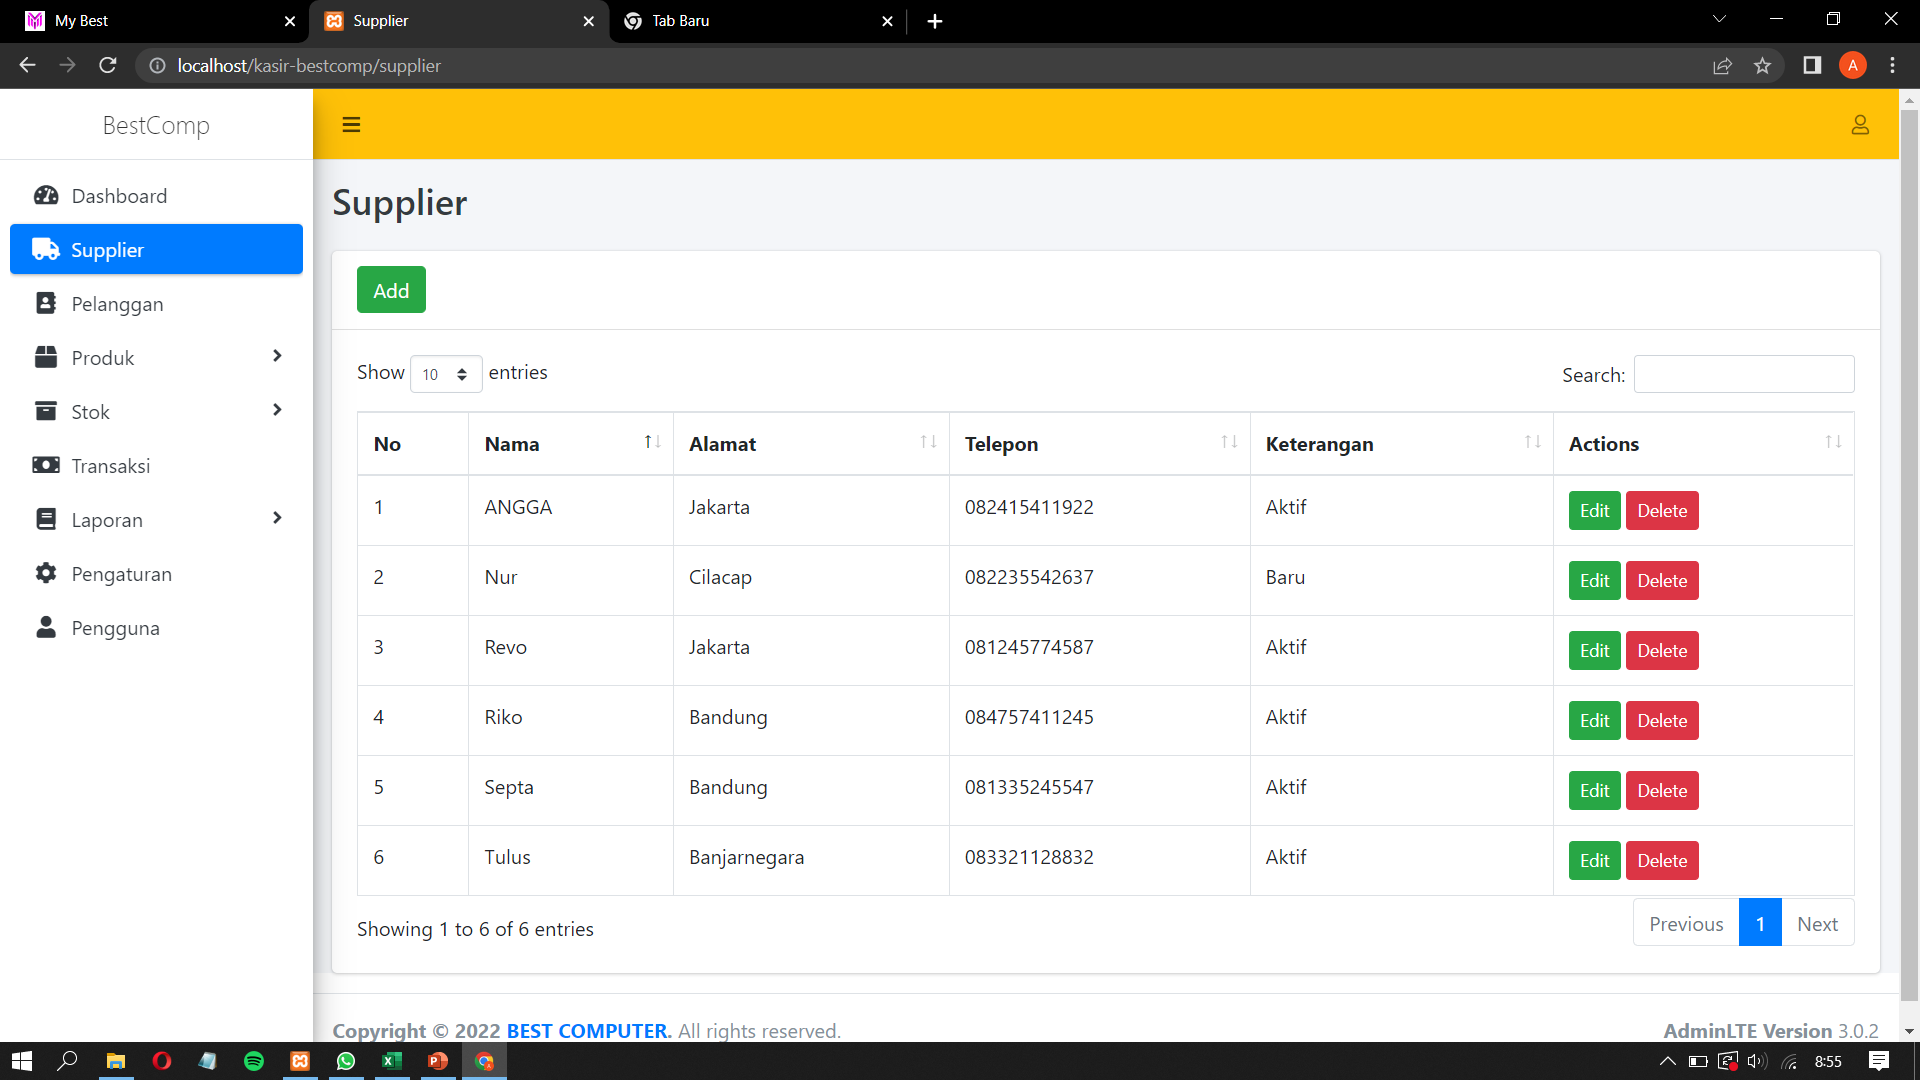 My Best
Supplier
Tab Baru
localhost/kasir-bestcomp/supplier
A
BestComp
Dashboard
Supplier
Pelanggan
Produk
Stok
Transaksi
Laporan
Pengaturan
Pengguna
Supplier
Add
Show 10 entries
Search:
No Nama Alamat Telepon Keterangan Actions
1 ANGGA Jakarta 082415411922 Aktif Edit Delete
2 Nur Cilacap 082235542637 Baru Edit Delete
3 Revo Jakarta 081245774587 Aktif Edit Delete
4 Riko Bandung 084757411245 Aktif Edit Delete
5 Septa Bandung 081335245547 Aktif Edit Delete
6 Tulus Banjarnegara 083321128832 Aktif Edit Delete
Showing 1 to 6 of 6 entries
Previous 1 Next
Copyright © 2022 BEST COMPUTER. All rights reserved.
AdminLTE Version 3.0.2
8:55